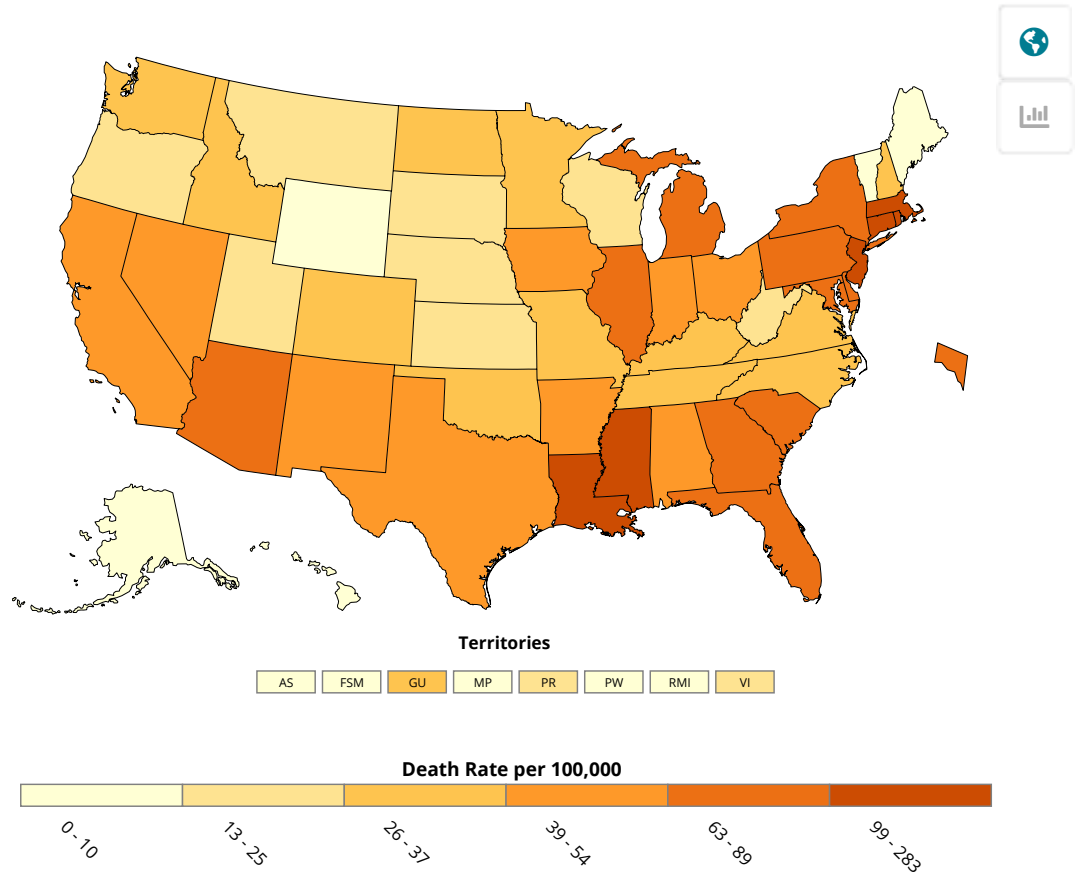 Territories
AS FSM GU MP PR PW RMI VI
Death Rate per 100,000
0 - 10 13 - 25 26 - 37 39 - 54 63 - 89 99 - 283